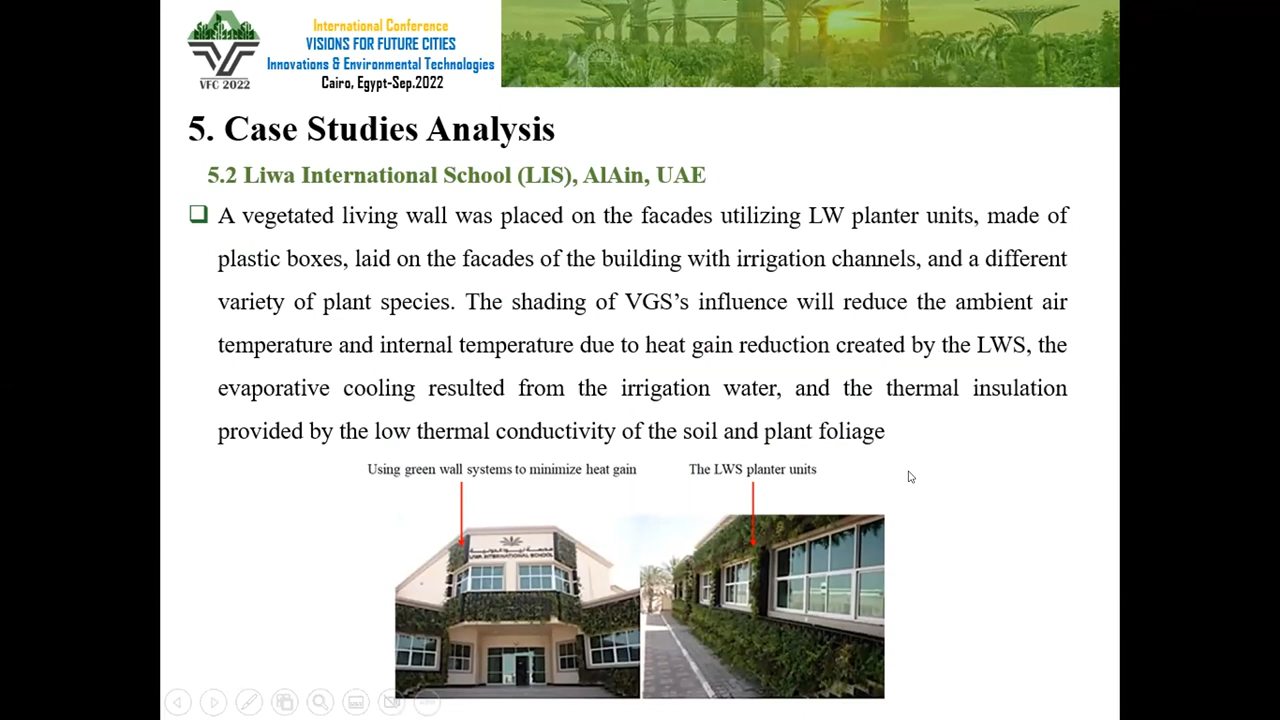 International Conference
VISIONS FOR FUTURE CITIES
Innovations & Environmental Technologies
Cairo, Egypt-Sep.2022
VFC 2022
5. Case Studies Analysis
5.2 Liwa International School (LIS), AlAin, UAE
A vegetated living wall was placed on the facades utilizing LW planter units, made of
plastic boxes, laid on the facades of the building with irrigation channels, and a different
variety of plant species. The shading of VGS’s influence will reduce the ambient air
temperature and internal temperature due to heat gain reduction created by the LWS, the
evaporative cooling resulted from the irrigation water, and the thermal insulation
provided by the low thermal conductivity of the soil and plant foliage
Using green wall systems to minimize heat gain
The LWS planter units
LIWA INTERNATIONAL SCHOOL